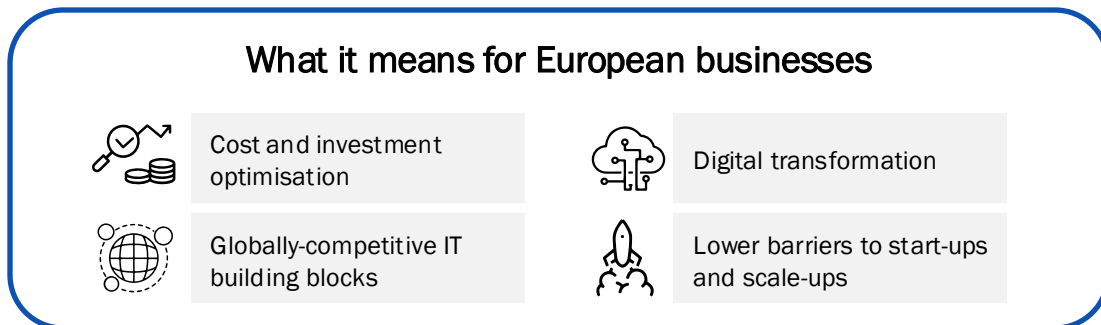 What it means for European businesses
Cost and investment
optimisation
Digital transformation
Globally-competitive IT
building blocks
Lower barriers to start-ups
and scale-ups